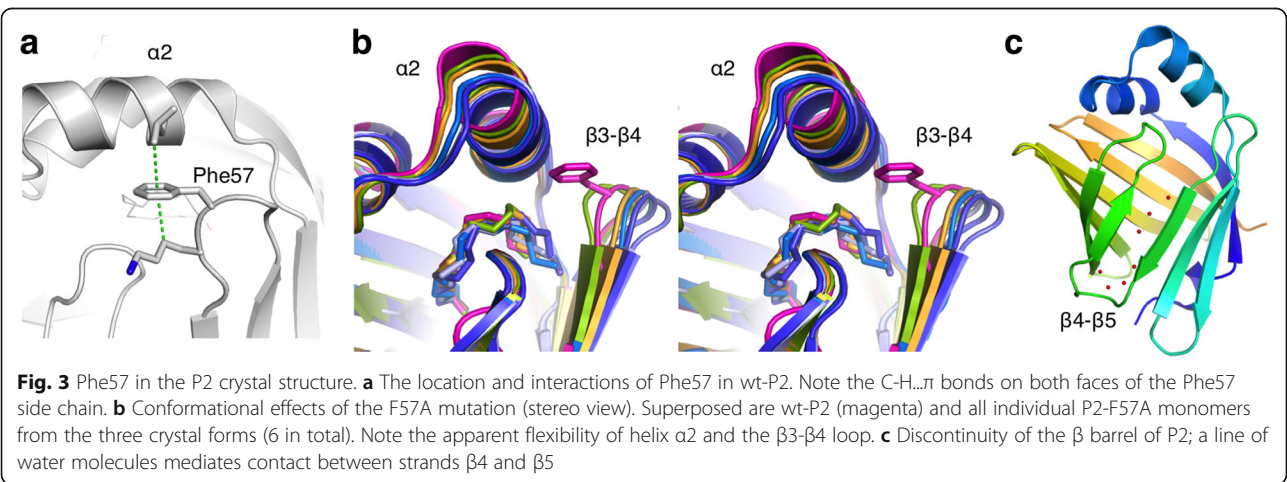 a
α2
Phe57
b
α2
β3-β4
α2
β3-β4
c
β4-β5
Fig. 3 Phe57 in the P2 crystal structure. a The location and interactions of Phe57 in wt-P2. Note the C-H...π bonds on both faces of the Phe57
side chain. b Conformational effects of the F57A mutation (stereo view). Superposed are wt-P2 (magenta) and all individual P2-F57A monomers
from the three crystal forms (6 in total). Note the apparent flexibility of helix α2 and the β3-β4 loop. c Discontinuity of the β barrel of P2; a line of
water molecules mediates contact between strands β4 and β5